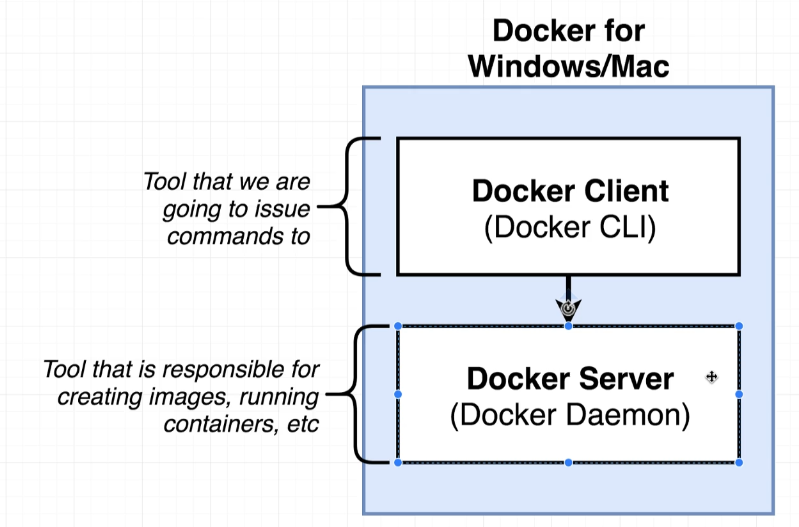 Docker for
Windows/Mac
Tool that we are
going to issue
commands to
Docker Client
(Docker CLI)
Tool that is responsible for
creating images, running
containers, etc
Docker Server
(Docker Daemon)